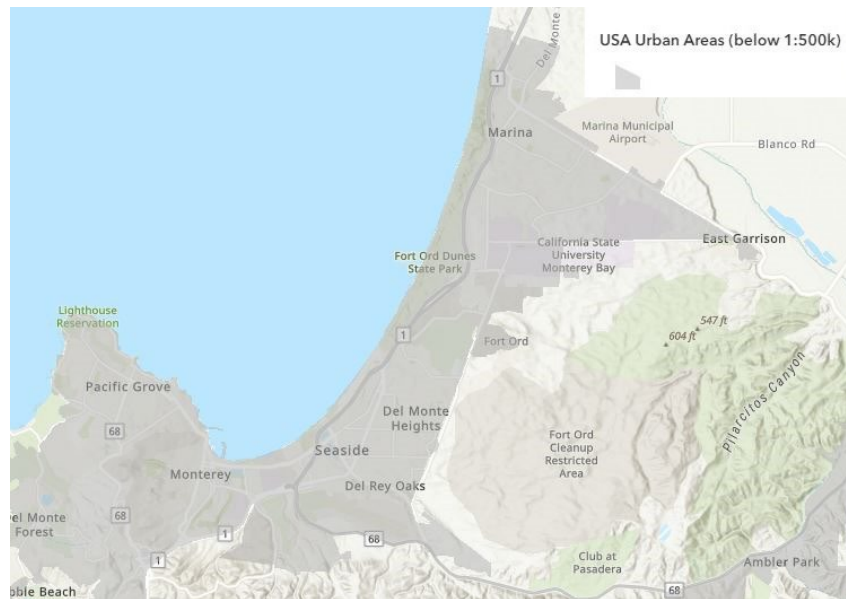 USA Urban Areas (below 1:500k)
Del Monte
1
Marina
Marina Municipal
Airport
Blanco Rd
East Garrison
California State
University
Monterey Bay
Fort Ord Dunes
State Park
Lighthouse
Reservation
547 ft
604 ft
1
Fort Ord
Pilarcitos Canyon
Pacific Grove
Del Monte
Heights
68
Seaside
Fort Ord
Cleanup
Restricted
Area
Monterey
Del Rey Oaks
el Monte
Forest
68
1
68
1
Club at
Pasadera
Ambler Park
68
bble Beach